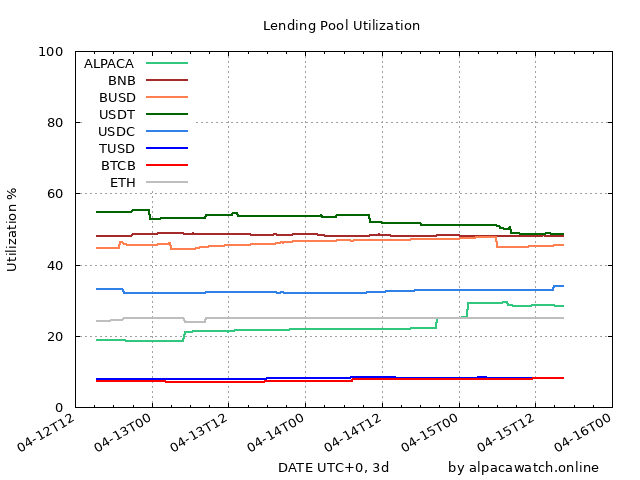 Lending Pool Utilization
100
80
60
40
20
0
Utilization %
ALPACA
BNB
BUSD
USDT
USDC
TUSD
BTCB
ETH
04-12T12
04-13T00
04-13T12
04-14T00
04-14T12
04-15T00
04-15T12
04-16T00
DATE UTC+0, 3d
by alpacawatch.online